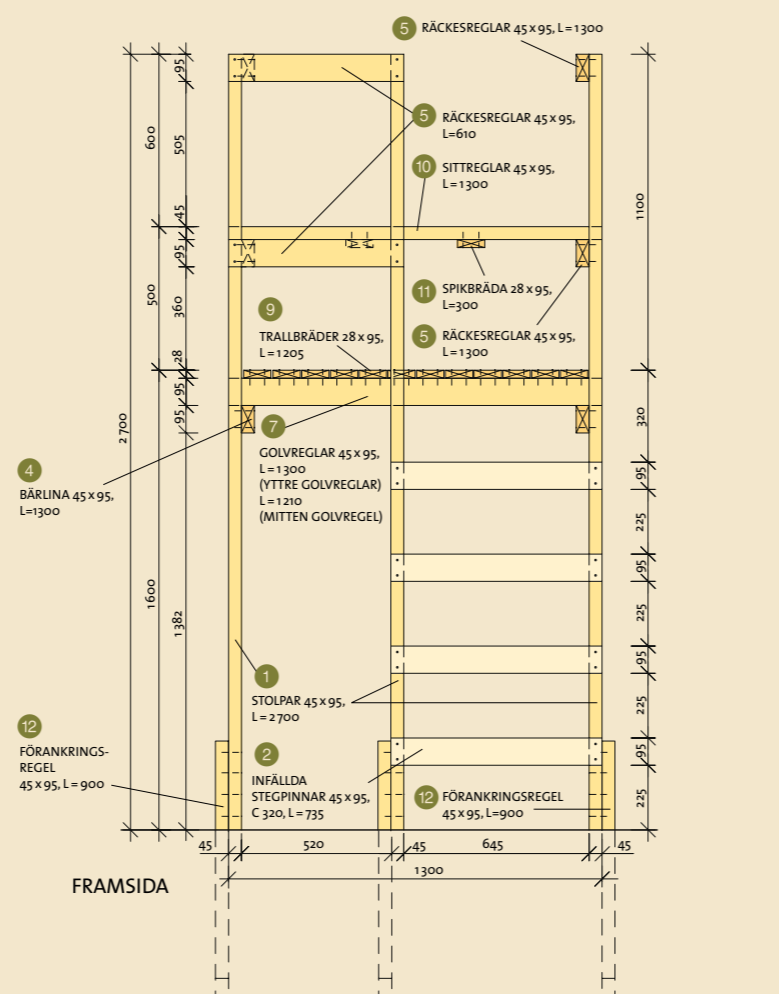 5 RÄCKESREGLAR 45 x 95, L = 1300
95
600
505
45
95
500
360
28
95
95
2 700
1600
1382
5 RÄCKESREGLAR 45 x 95,
L=610
10 SITTREGLAR 45 x 95,
L = 1300
1100
11 SPIKBRÄDA 28 x 95,
L=300
9
TRALLBRÄDER 28 x 95,
L = 1205
5 RÄCKESREGLAR 45 x 95,
L = 1300
7
GOLVREGLAR 45 x 95,
L = 1300
(YTTRE GOLVREGLAR)
L = 1210
(MITTEN GOLVREGEL)
4
BÄRLINA 45 x 95,
L=1300
320
95
225
95
225
95
225
95
225
1
STOLPAR 45 x 95,
L = 2700
12
FÖRANKRINGS-
REGEL
45 x 95, L = 900
2
INFÄLLDA
STEGPINNAR 45 x 95,
C 320, L = 735
12 FÖRANKRINGSREGEL
45 x 95, L=900
45 520 45 645 45
1300
FRAMSIDA